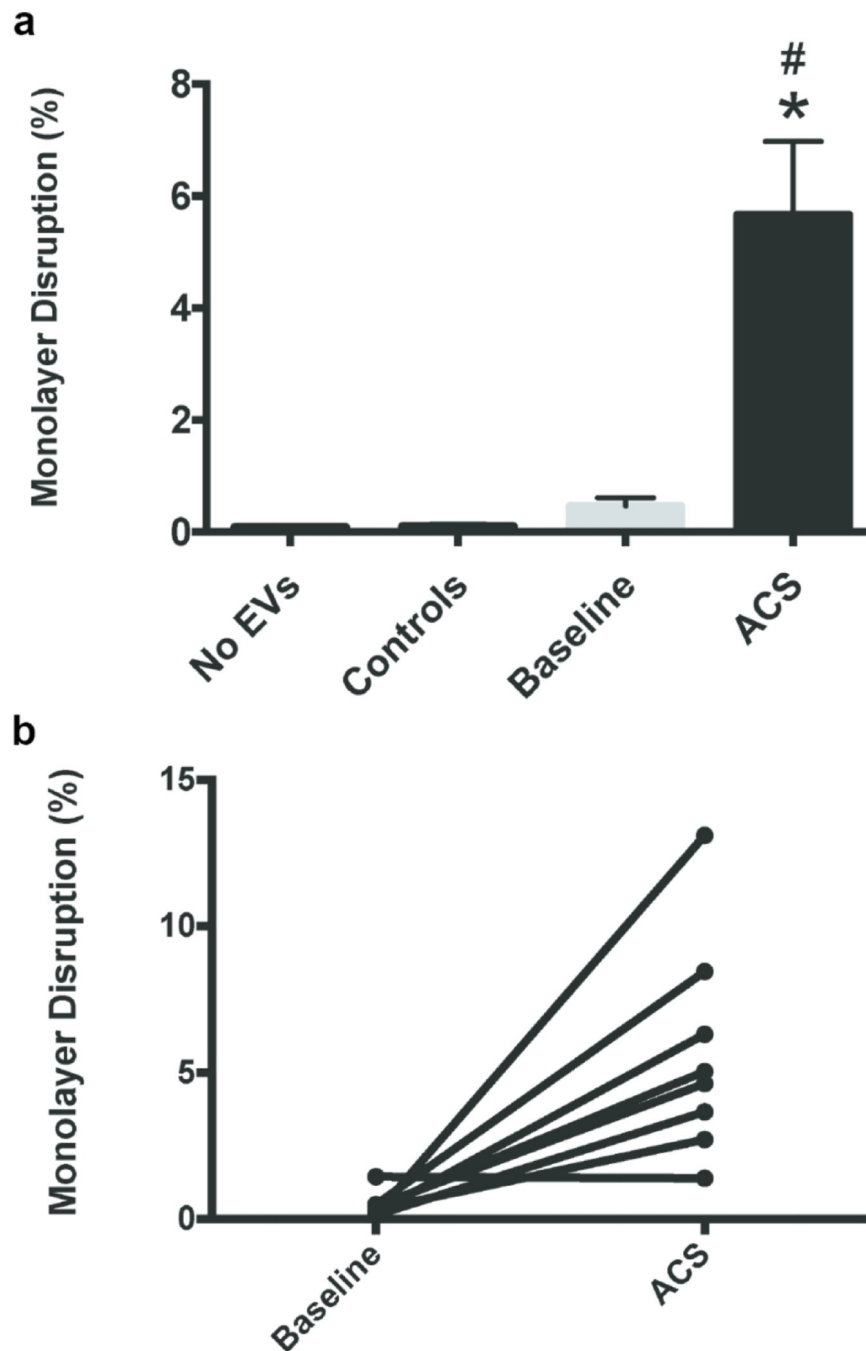 a
Monolayer Disruption (%)
8
6
4
2
0
#
*
No EVs
Controls
Baseline
ACS
b
Monolayer Disruption (%)
15
10
5
0
Baseline
ACS